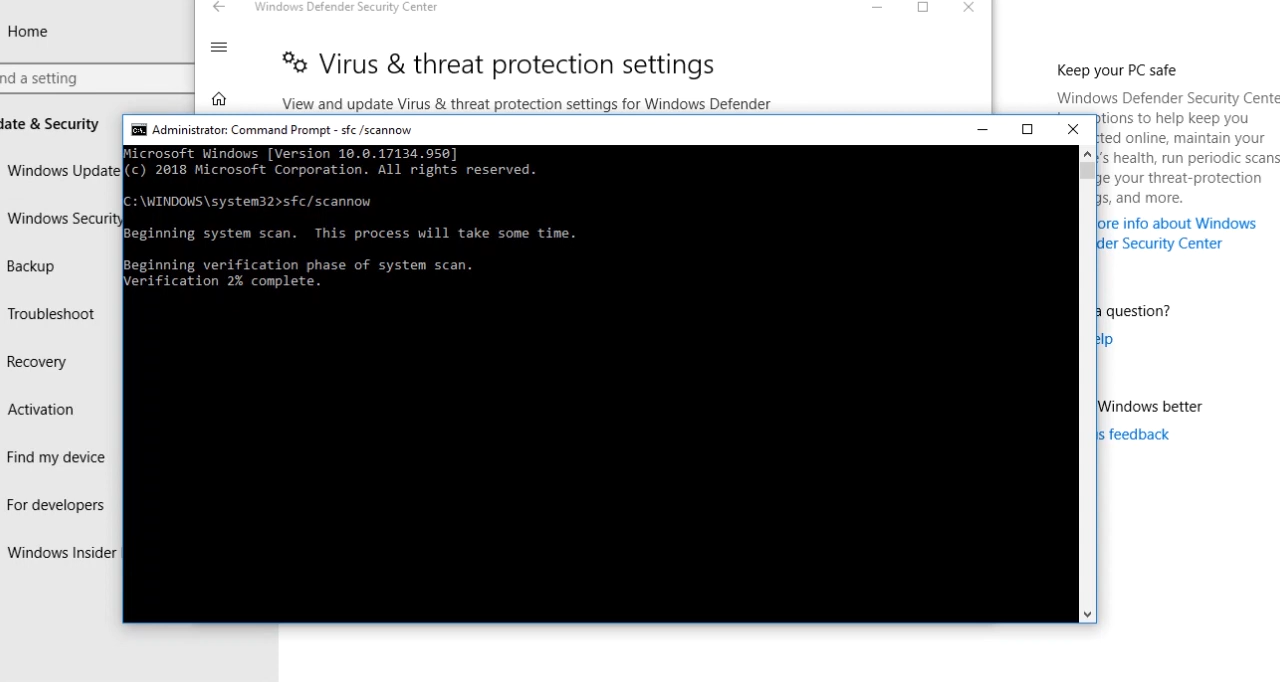 Windows Defender Security Center
Home
nd a setting
date & Security
Windows Update
Windows Security
Backup
Troubleshoot
Recovery
Activation
Find my device
For developers
Windows Insider
Virus & threat protection settings
View and update Virus & threat protection settings for Windows Defender
Administrator: Command Prompt - sfc /scannow
Microsoft Windows [Version 10.0.17134.950]
(c) 2018 Microsoft Corporation. All rights reserved.
C:\WINDOWS\system32>sfc/scannow
Beginning system scan.  This process will take some time.
Beginning verification phase of system scan.
Verification 2% complete.
Keep your PC safe
Windows Defender Security Cente
ptions to help keep you
cted online, maintain your
e's health, run periodic scans
ge your threat-protection
gs, and more.
ore info about Windows
der Security Center
a question?
elp
Windows better
s feedback